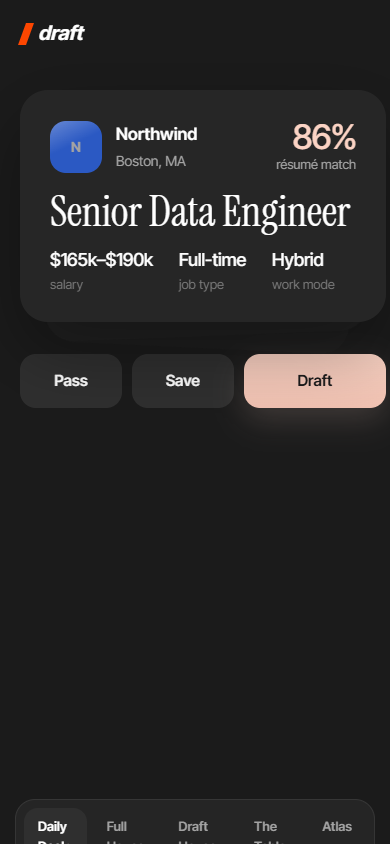 draft
N
Northwind
Boston, MA
86%
résumé match
Senior Data Engineer
$165k–$190k
salary
Full-time
job type
Hybrid
work mode
Pass
Save
Draft
Daily
Full
Draft
The
Atlas